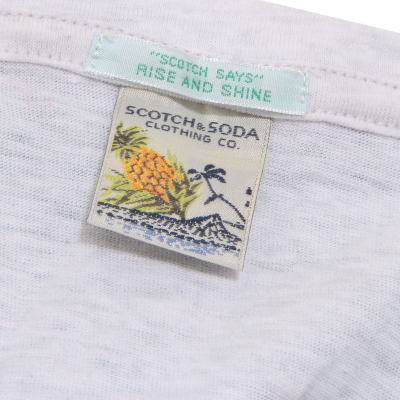 "SCOTCH SAYS"
RISE AND SHINE
SCOTCH & SODA
CLOTHING CO.